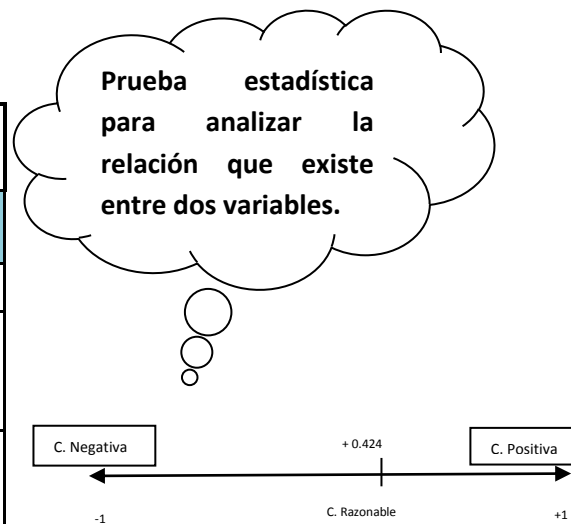 Prueba estadística
para analizar la
relación que existe
entre dos variables.
C. Negativa
+ 0.424
C. Positiva
-1
C. Razonable
+1